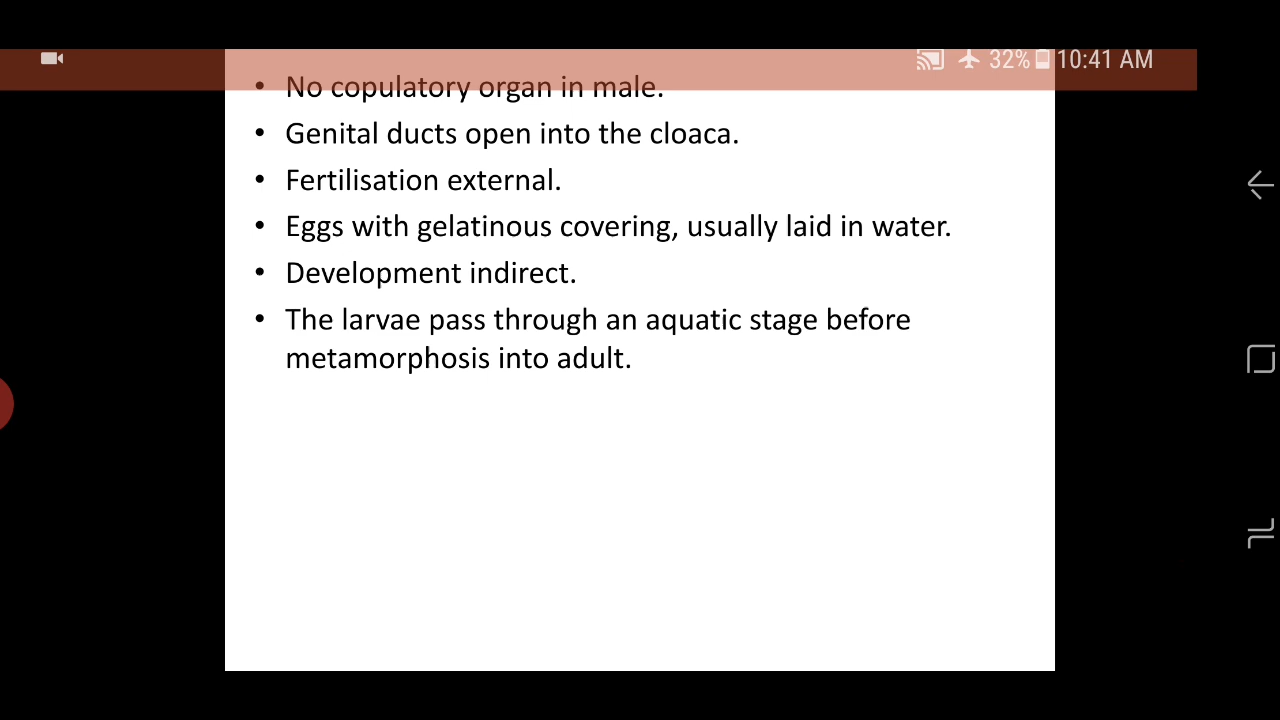 32% 10:41 AM
• No copulatory organ in male.
• Genital ducts open into the cloaca.
• Fertilisation external.
• Eggs with gelatinous covering, usually laid in water.
• Development indirect.
• The larvae pass through an aquatic stage before
metamorphosis into adult.